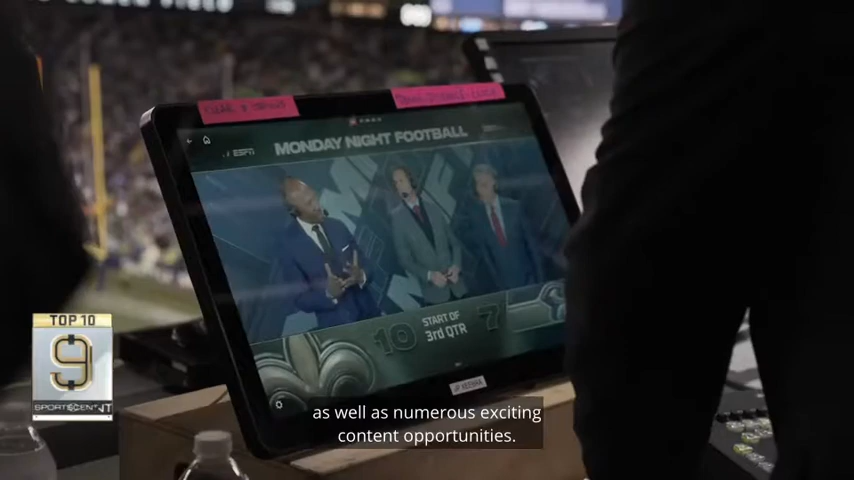 ESPN
MONDAY NIGHT FOOTBALL
10
START OF
3rd QTR
7
TOP 10
9
as well as numerous exciting
content opportunities.